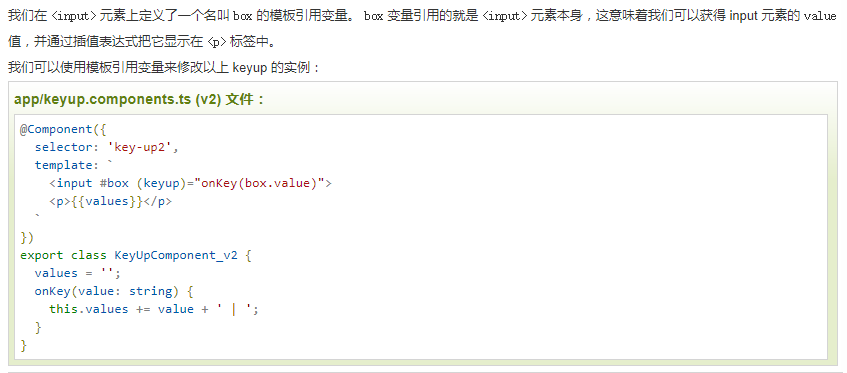 我们在 <input> 元素上定义了一个名叫 box 的模板引用变量。 box 变量引用的就是 <input> 元素本身，这意味着我们可以获得 input 元素的 value
值，并通过插值表达式把它显示在 <p> 标签中。
我们可以使用模板引用变量来修改以上 keyup 的实例：
app/keyup.components.ts (v2) 文件：
@Component({
  selector: 'key-up2',
  template: `
    <input #box (keyup)="onKey(box.value)">
    <p>{{values}}</p>
  `
})
export class KeyUpComponent_v2 {
  values = '';
  onKey(value: string) {
    this.values += value + ' | ';
  }
}